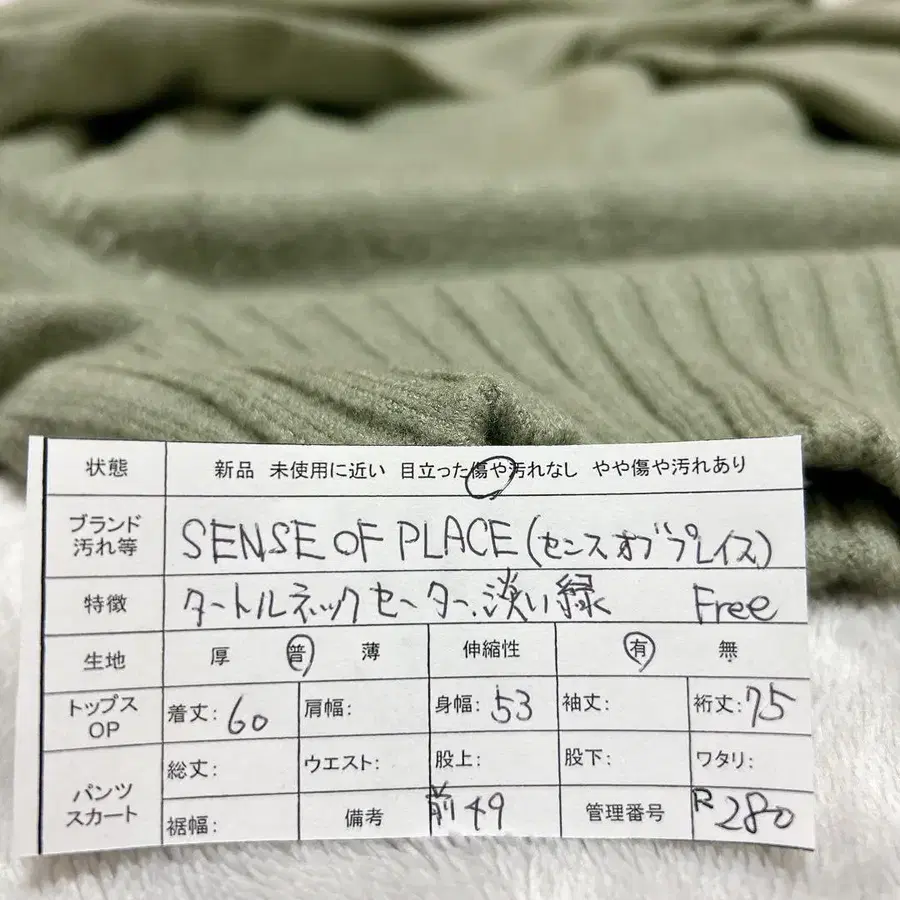 状態 新品 未使用に近い 目立った傷や汚れなし やや傷や汚れあり
ブランド 汚れ等 SENSE OF PLACE (センスオブプレイス)
特徴 タートルネックセーター.淡い緑 Free
生地 厚 普 薄 伸縮性 有 無
トップス OP 着丈:60 肩幅: 身幅:53 袖丈: 裄丈:75
パンツ スカート 総丈: ウエスト: 股上: 股下: ワタリ:
裾幅: 備考 前49 管理番号 R280